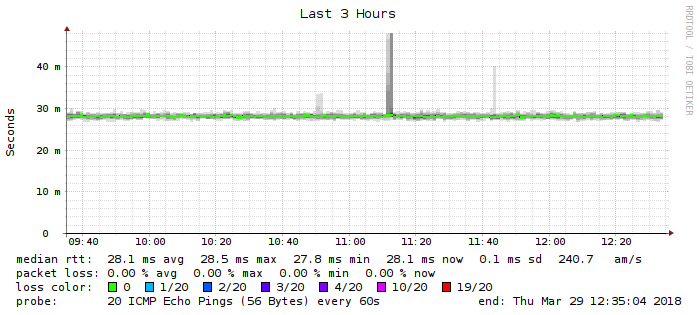 Last 3 Hours
RRDTOOL / TOBI OETIKER
Seconds
40 m
30 m
20 m
10 m
0
09:40 10:00 10:20 10:40 11:00 11:20 11:40 12:00 12:20
median rtt: 28.1 ms avg 28.5 ms max 27.8 ms min 28.1 ms now 0.1 ms sd 240.7 am/s
packet loss: 0.00 % avg 0.00 % max 0.00 % min 0.00 % now
loss color: 0 1/20 2/20 3/20 4/20 10/20 19/20
probe: 20 ICMP Echo Pings (56 Bytes) every 60s end: Thu Mar 29 12:35:04 2018